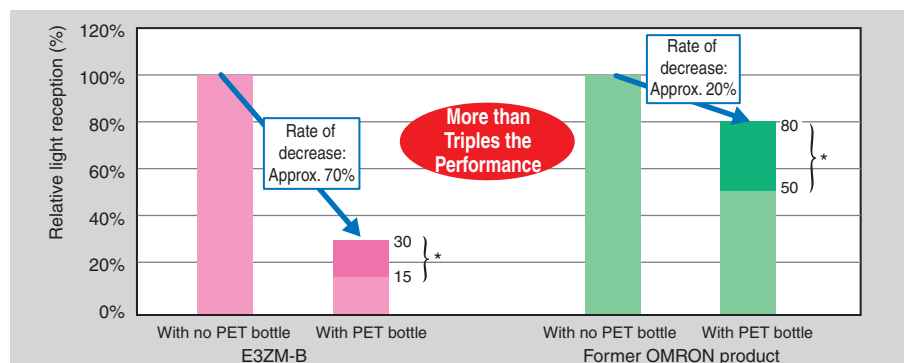 Relative light reception (%)
120%
100%
80%
60%
40%
20%
0%
Rate of
decrease:
Approx. 70%
30
15
*
More than
Triples the
Performance
Rate of
decrease:
Approx. 20%
80
50
*
With no PET bottle
With PET bottle
With no PET bottle
With PET bottle
E3ZM-B
Former OMRON product